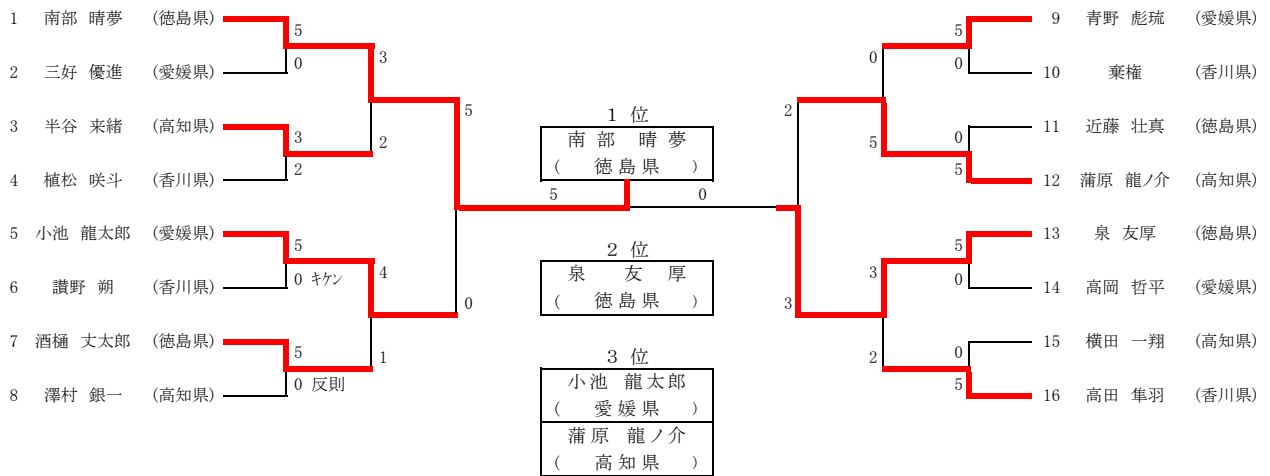 1 南部 晴夢 (徳島県)
5
0
2 三好 優進 (愛媛県)
3
3 半谷 来緒 (高知県)
3
2
4 植松 咲斗 (香川県)
2
5
5 小池 龍太郎 (愛媛県)
5
0 キケン
6 讃野 朔 (香川県)
4
7 酒樋 丈太郎 (徳島県)
5
0 反則
8 澤村 銀一 (高知県)
1
0
1 位
南 部 晴 夢
( 徳島県 )
5 0
2 位
泉 友 厚
( 徳島県 )
3 位
小池 龍太郎
( 愛媛県 )
蒲原 龍ノ介
( 高知県 )
9 青野 彪琉 (愛媛県)
5
0
10 棄権 (香川県)
0
11 近藤 壮真 (徳島県)
0
5
12 蒲原 龍ノ介 (高知県)
5
2
13 泉 友厚 (徳島県)
5
0
14 高岡 哲平 (愛媛県)
3
15 横田 一翔 (高知県)
0
5
16 高田 隼羽 (香川県)
2
3